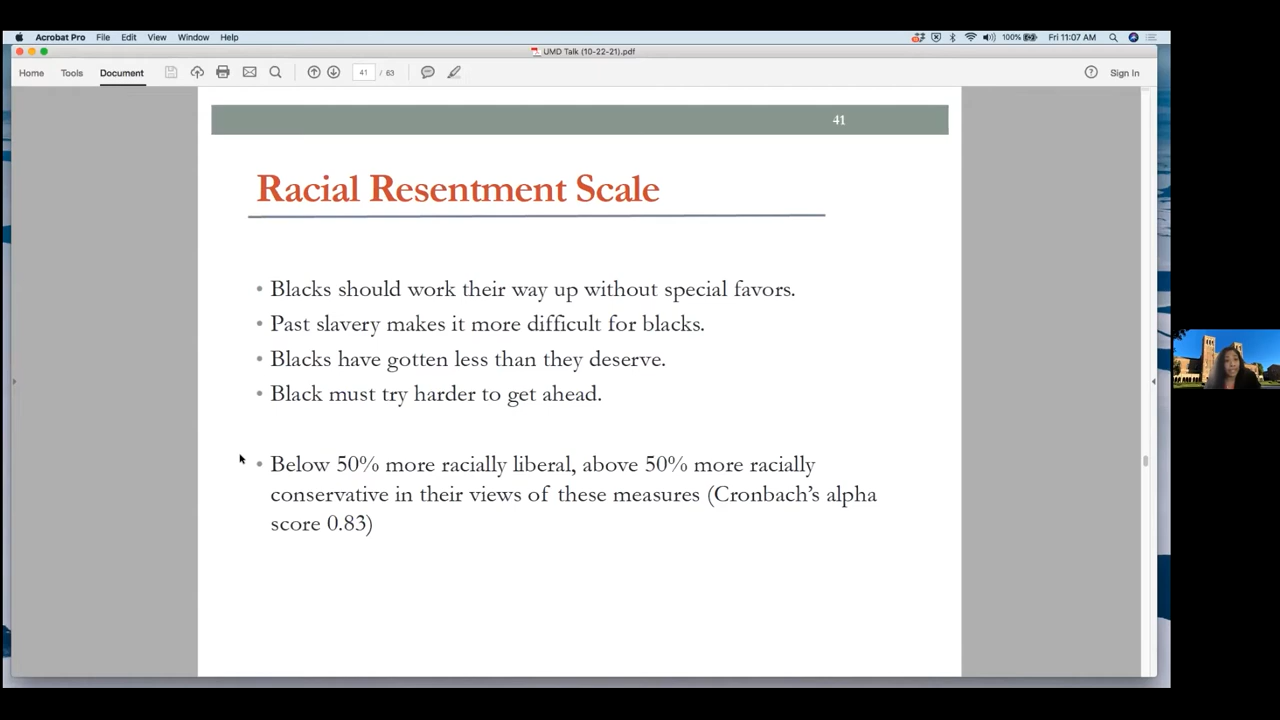 Acrobat Pro File Edit View Window Help 100% Fri 11:07 AM
UMD Talk (10-22-21).pdf
Home Tools Document 41 / 63 Sign In
41
Racial Resentment Scale
• Blacks should work their way up without special favors.
• Past slavery makes it more difficult for blacks.
• Blacks have gotten less than they deserve.
• Black must try harder to get ahead.
• Below 50% more racially liberal, above 50% more racially
conservative in their views of these measures (Cronbach's alpha
score 0.83)